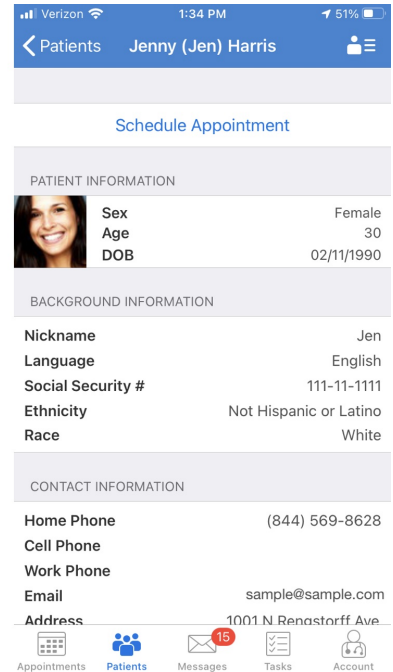 Verizon 1:34 PM 51%
Patients Jenny (Jen) Harris
Schedule Appointment
PATIENT INFORMATION
Sex Female
Age 30
DOB 02/11/1990
BACKGROUND INFORMATION
Nickname Jen
Language English
Social Security # 111-11-1111
Ethnicity Not Hispanic or Latino
Race White
CONTACT INFORMATION
Home Phone (844) 569-8628
Cell Phone
Work Phone
Email sample@sample.com
Address 1001 N Rengstorff Ave
15
Appointments Patients Messages Tasks Account